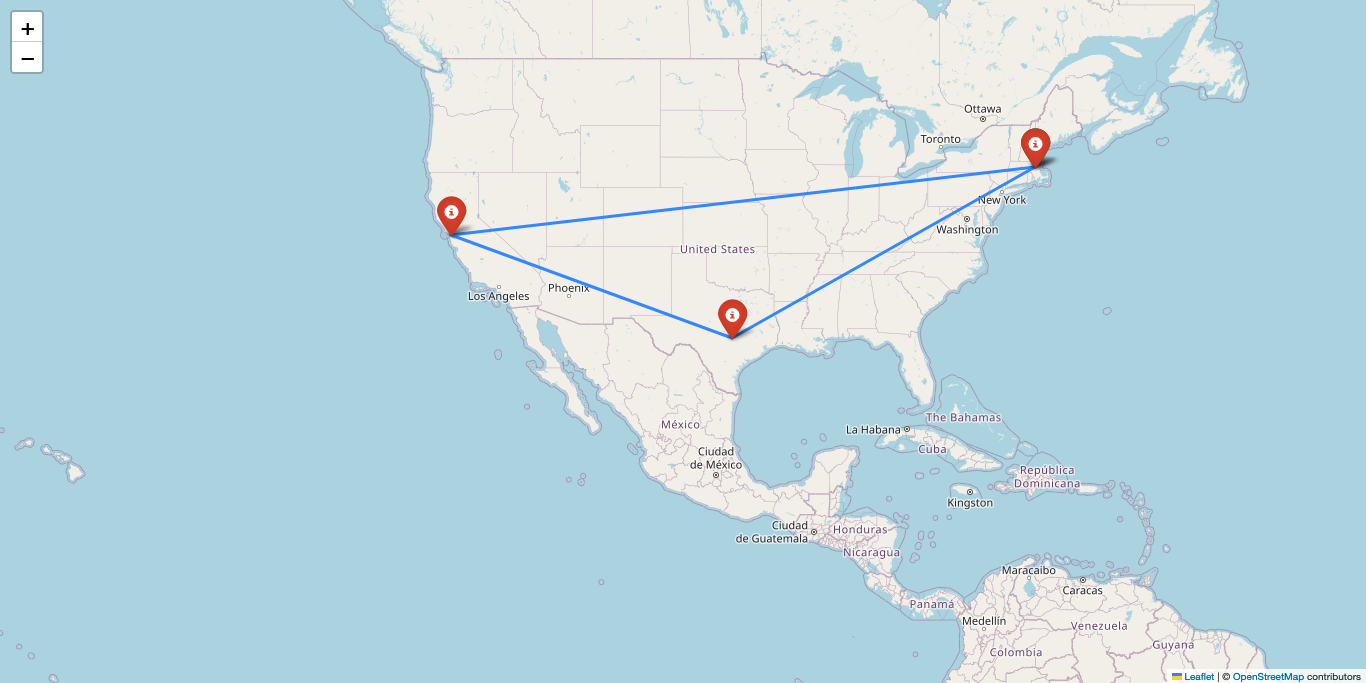 +
−
Ottawa
Toronto
New York
Washington
United States
Los Angeles
Phoenix
México
Ciudad
de México
La Habana
The Bahamas
Cuba
República
Dominicana
Kingston
Ciudad
de Guatemala
Honduras
Nicaragua
Maracaibo
Caracas
Panamá
Medellín
Venezuela
Colombia
Guyana
Leaflet | © OpenStreetMap contributors